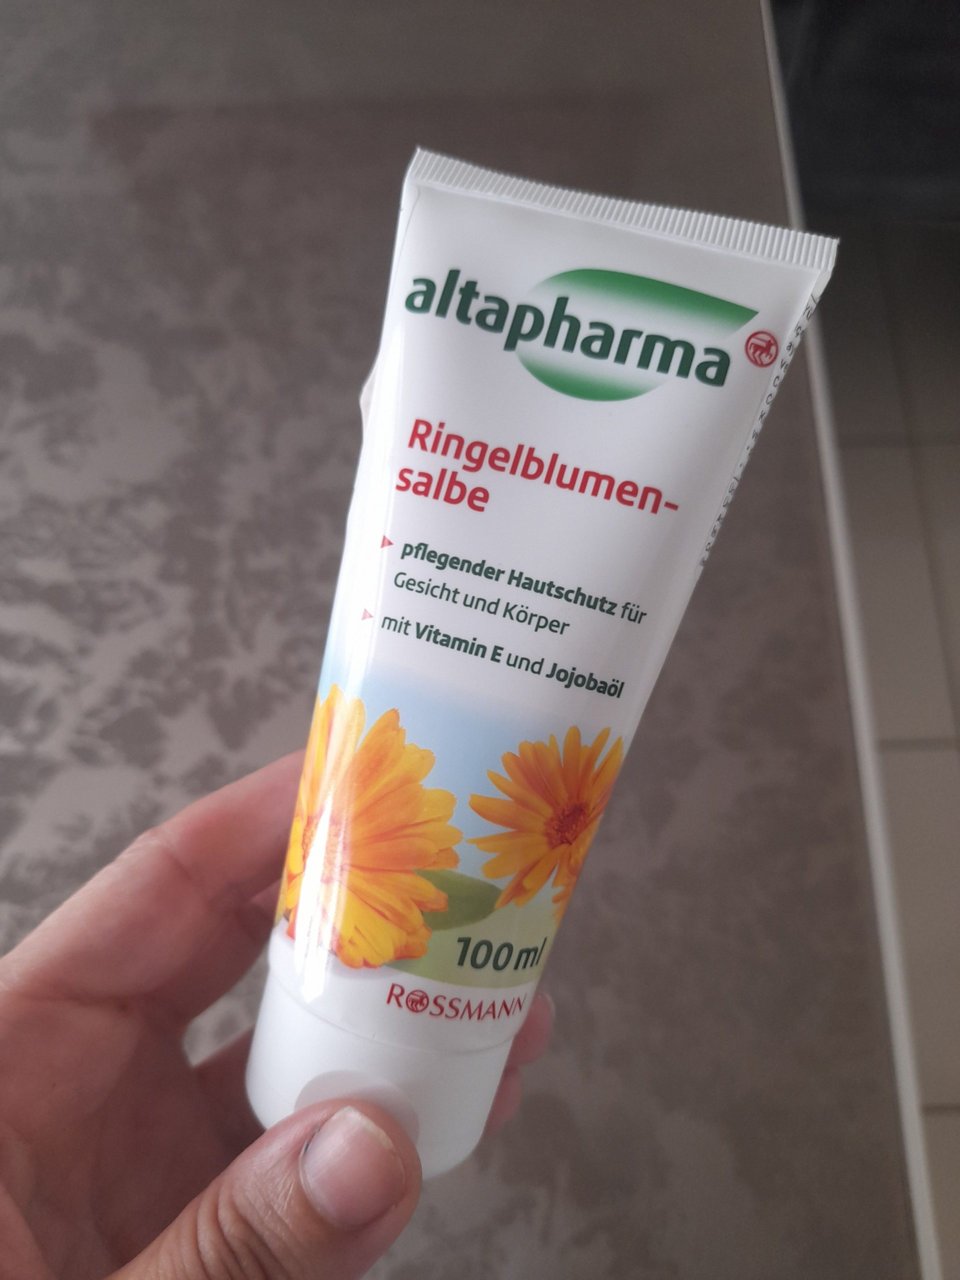 altapharma
Ringelblumen-
salbe
pflegender Hautschutz für
Gesicht und Körper
mit Vitamin E und Jojobaöl
100 ml
ROSSMANN